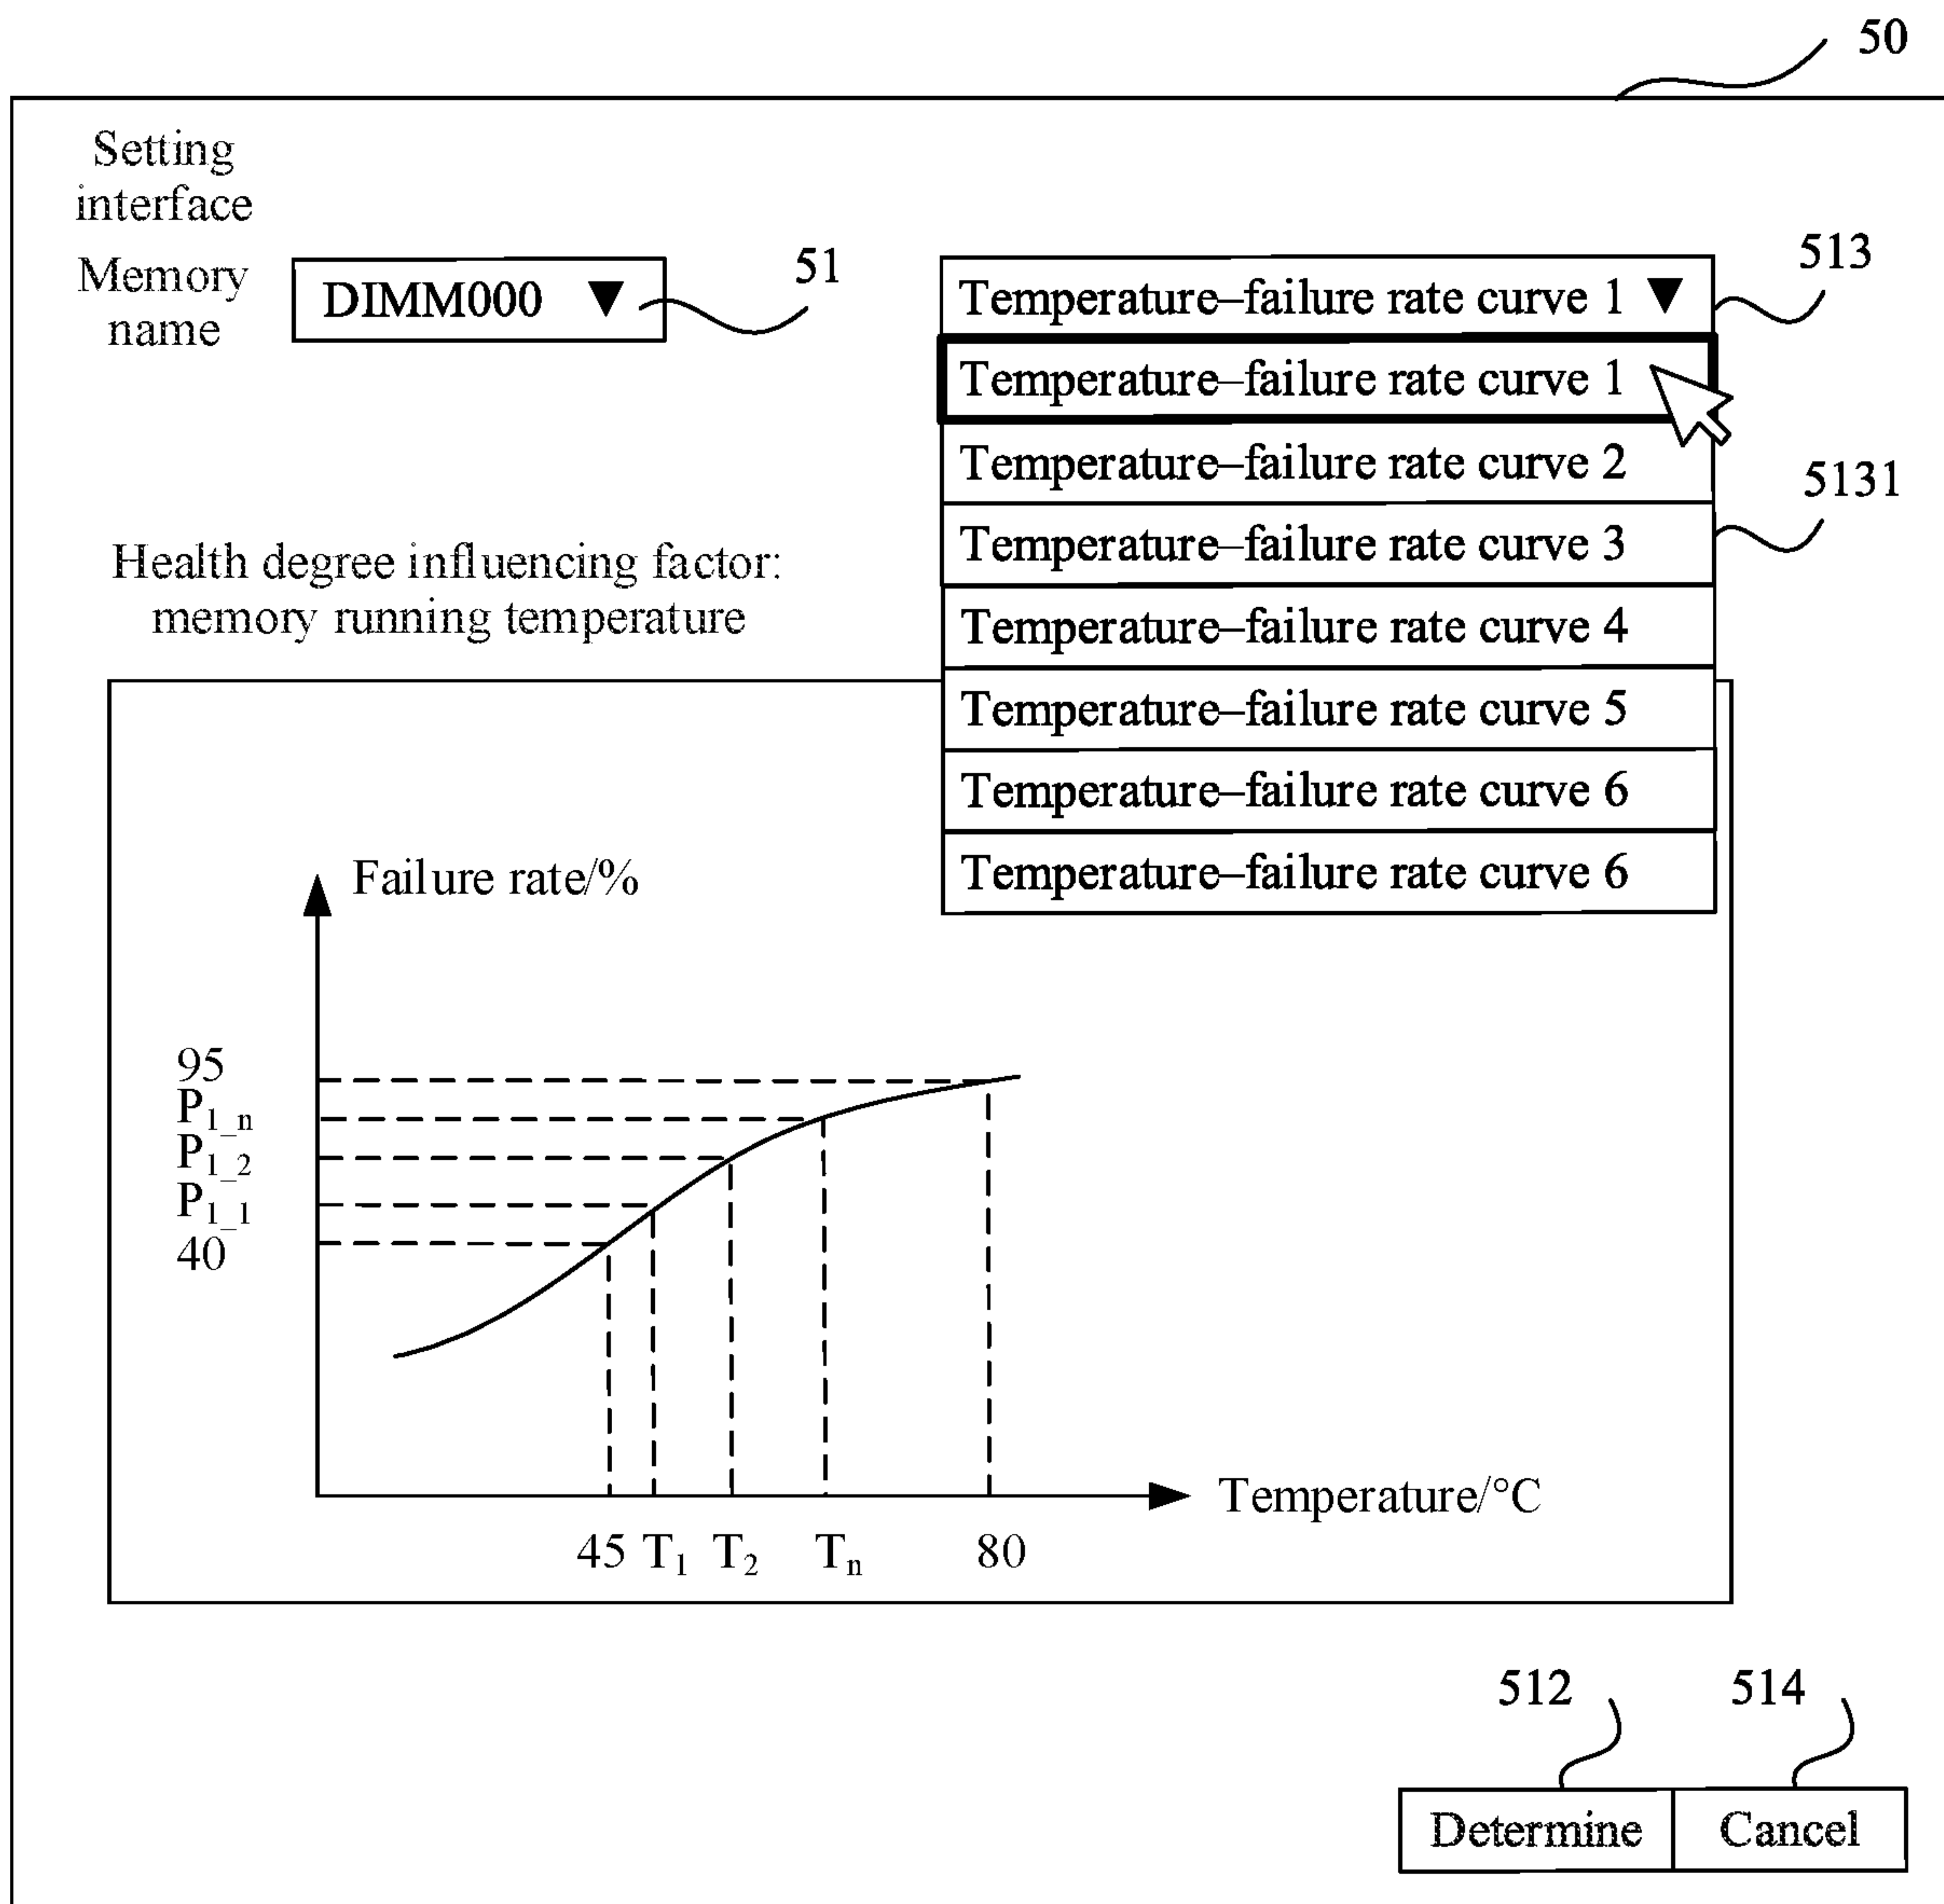 50
Setting
interface
Memory
name
DIMM000 ▼
51
Temperature–failure rate curve 1 ▼
513
Temperature–failure rate curve 1
Temperature–failure rate curve 2
5131
Temperature–failure rate curve 3
Temperature–failure rate curve 4
Temperature–failure rate curve 5
Temperature–failure rate curve 6
Temperature–failure rate curve 6
Health degree influencing factor:
memory running temperature
Failure rate/%
95
P1_n
P1_2
P1_1
40
Temperature/°C
45 T1 T2 Tn 80
512
514
Determine
Cancel